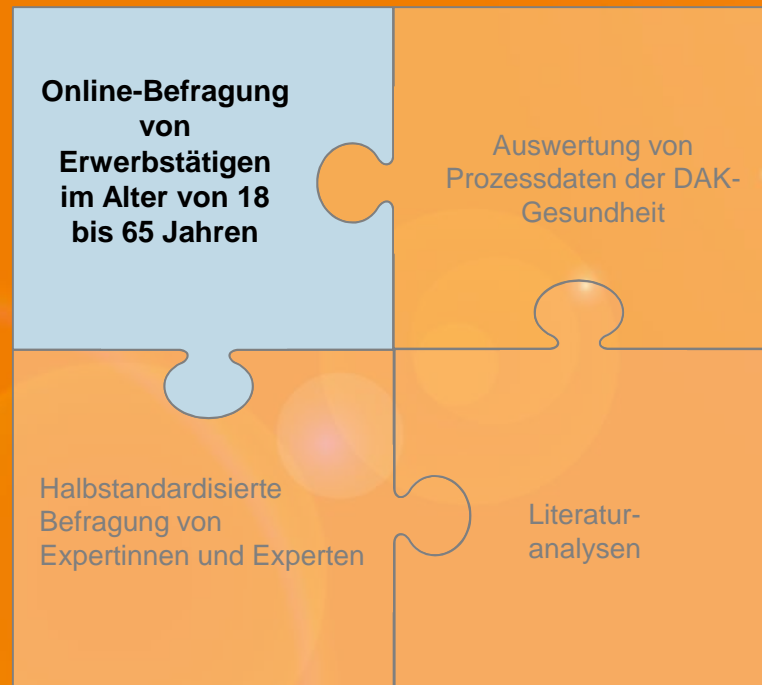 Online-Befragung
von
Erwerbstätigen
im Alter von 18
bis 65 Jahren
Auswertung von
Prozessdaten der DAK-
Gesundheit
Halbstandardisierte
Befragung von
Expertinnen und Experten
Literatur-
analysen